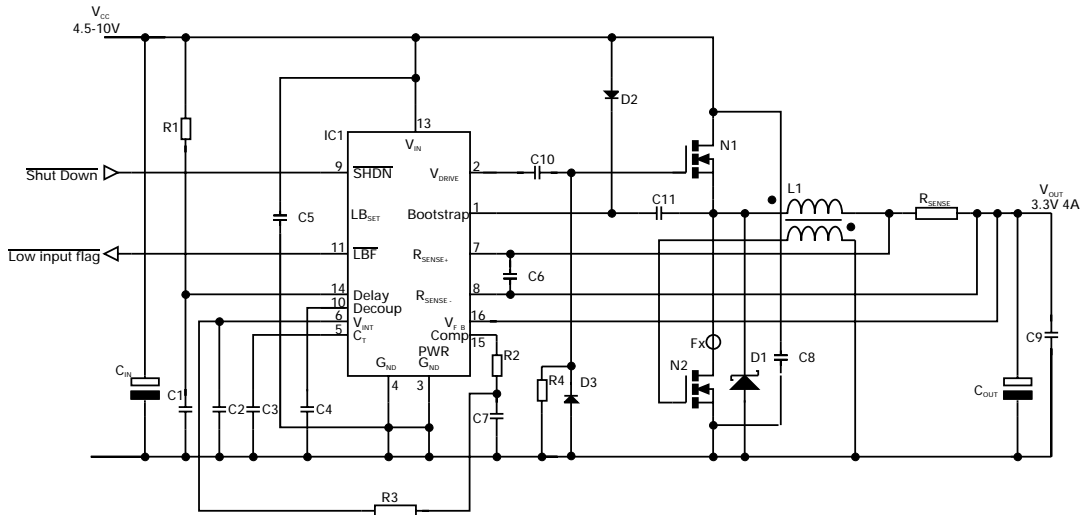 VCC
4.5-10V
D2
R1
IC1
13
VIN
N1
C10
Shut Down
9
SHDN
VDRIVE
2
L1
VOUT
3.3V 4A
RSENSE
C5
LBSET
Bootstrap
1
C11
Low input flag
11
LBF
RSENSE+
7
C6
14
Delay
RSENSE-
8
10
Decoup
6
VINT
VFB
16
5
CT
Comp
15
Fx
C9
PWR
GND
GND
R2
D1
C8
N2
CIN
4
3
R4
D3
COUT
C1
C2
C3
C4
C7
R3